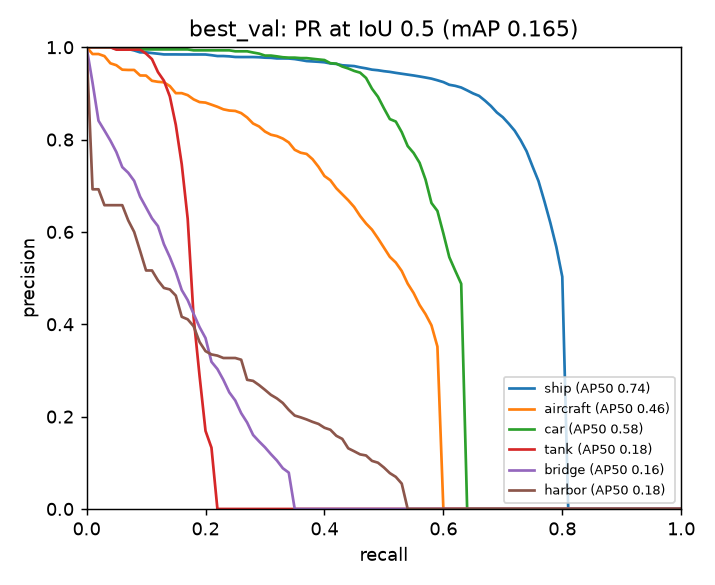 best_val: PR at IoU 0.5 (mAP 0.165)
precision
1.0
0.8
0.6
0.4
0.2
0.0
ship (AP50 0.74)
aircraft (AP50 0.46)
car (AP50 0.58)
tank (AP50 0.18)
bridge (AP50 0.16)
harbor (AP50 0.18)
0.0 0.2 0.4 0.6 0.8 1.0
recall